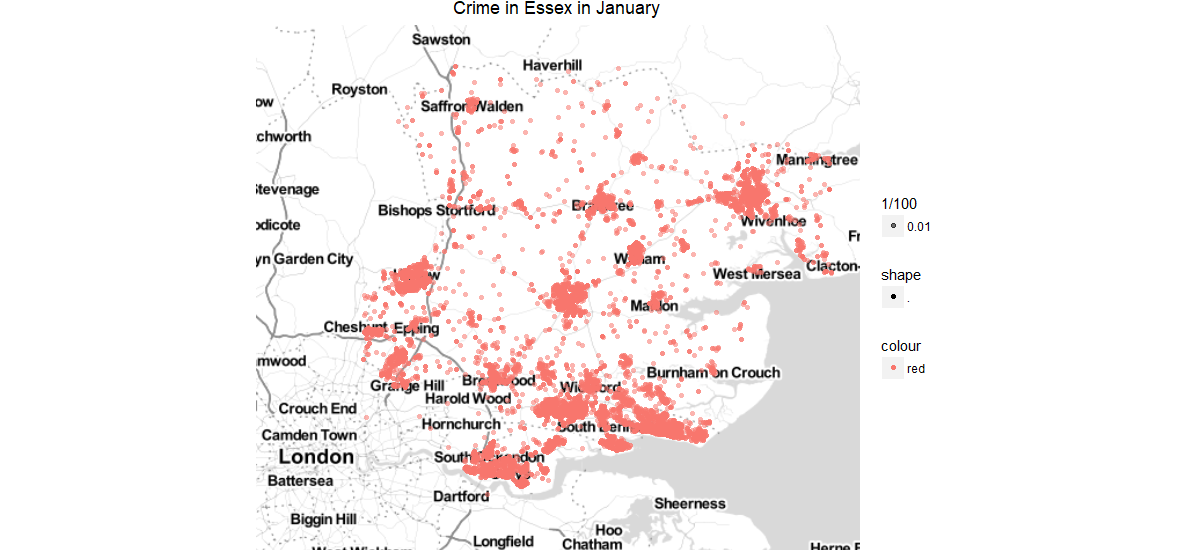 Crime in Essex in January
Sawston
Haverhill
Royston
ow
Saffron Walden
chworth
Manningtree
Stevenage
Bishops Stortford
Braintree
odicote
Wivenhoe
Fr
yn Garden City
Witham
West Mersea
Clacton-
Harlow
Maldon
Cheshunt
Epping
mwood
Burnham on Crouch
Grange Hill
Brentwood
Wickford
Harold Wood
Crouch End
Hornchurch
South Benf
Camden Town
London
South Ockendon
Battersea
Dartford
Sheerness
Biggin Hill
Hoo
Longfield
Chatham
West Wickham
Herne B
1/100
0.01
shape
.
colour
red